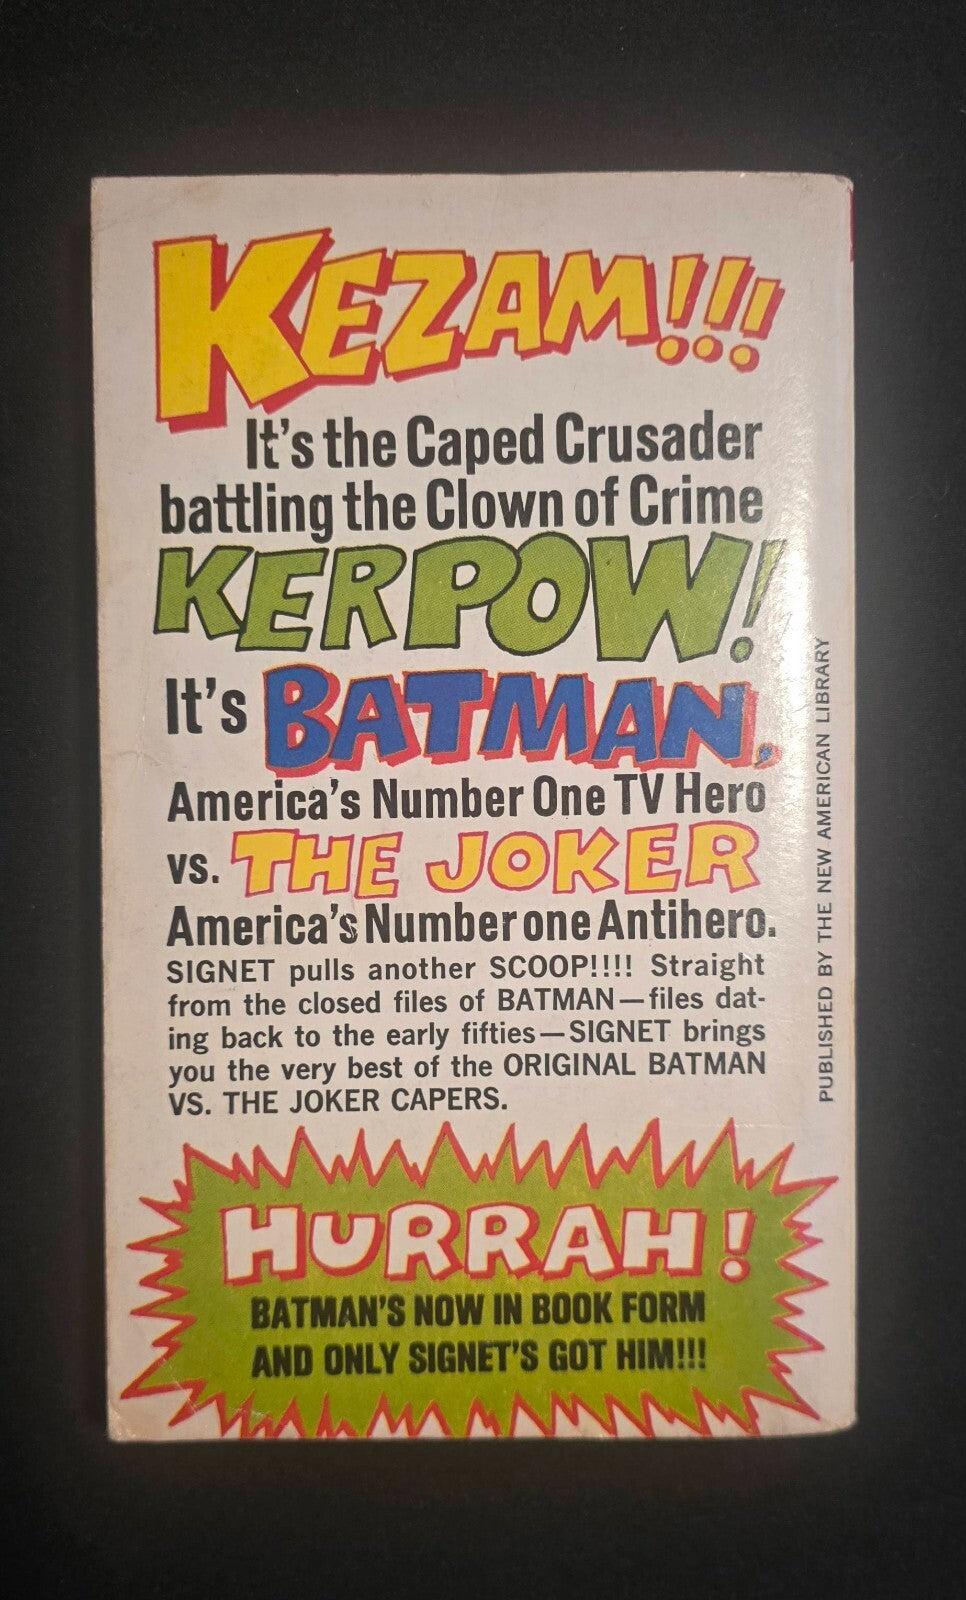 KEZAM!!!
It's the Caped Crusader
battling the Clown of Crime
KERPOW!
It's BATMAN,
America's Number One TV Hero
vs. THE JOKER
America's Number one Antihero.
SIGNET pulls another SCOOP!!!! Straight
from the closed files of BATMAN—files dat-
ing back to the early fifties—SIGNET brings
you the very best of the ORIGINAL BATMAN
VS. THE JOKER CAPERS.
HURRAH!
BATMAN'S NOW IN BOOK FORM
AND ONLY SIGNET'S GOT HIM!!!
PUBLISHED BY THE NEW AMERICAN LIBRARY